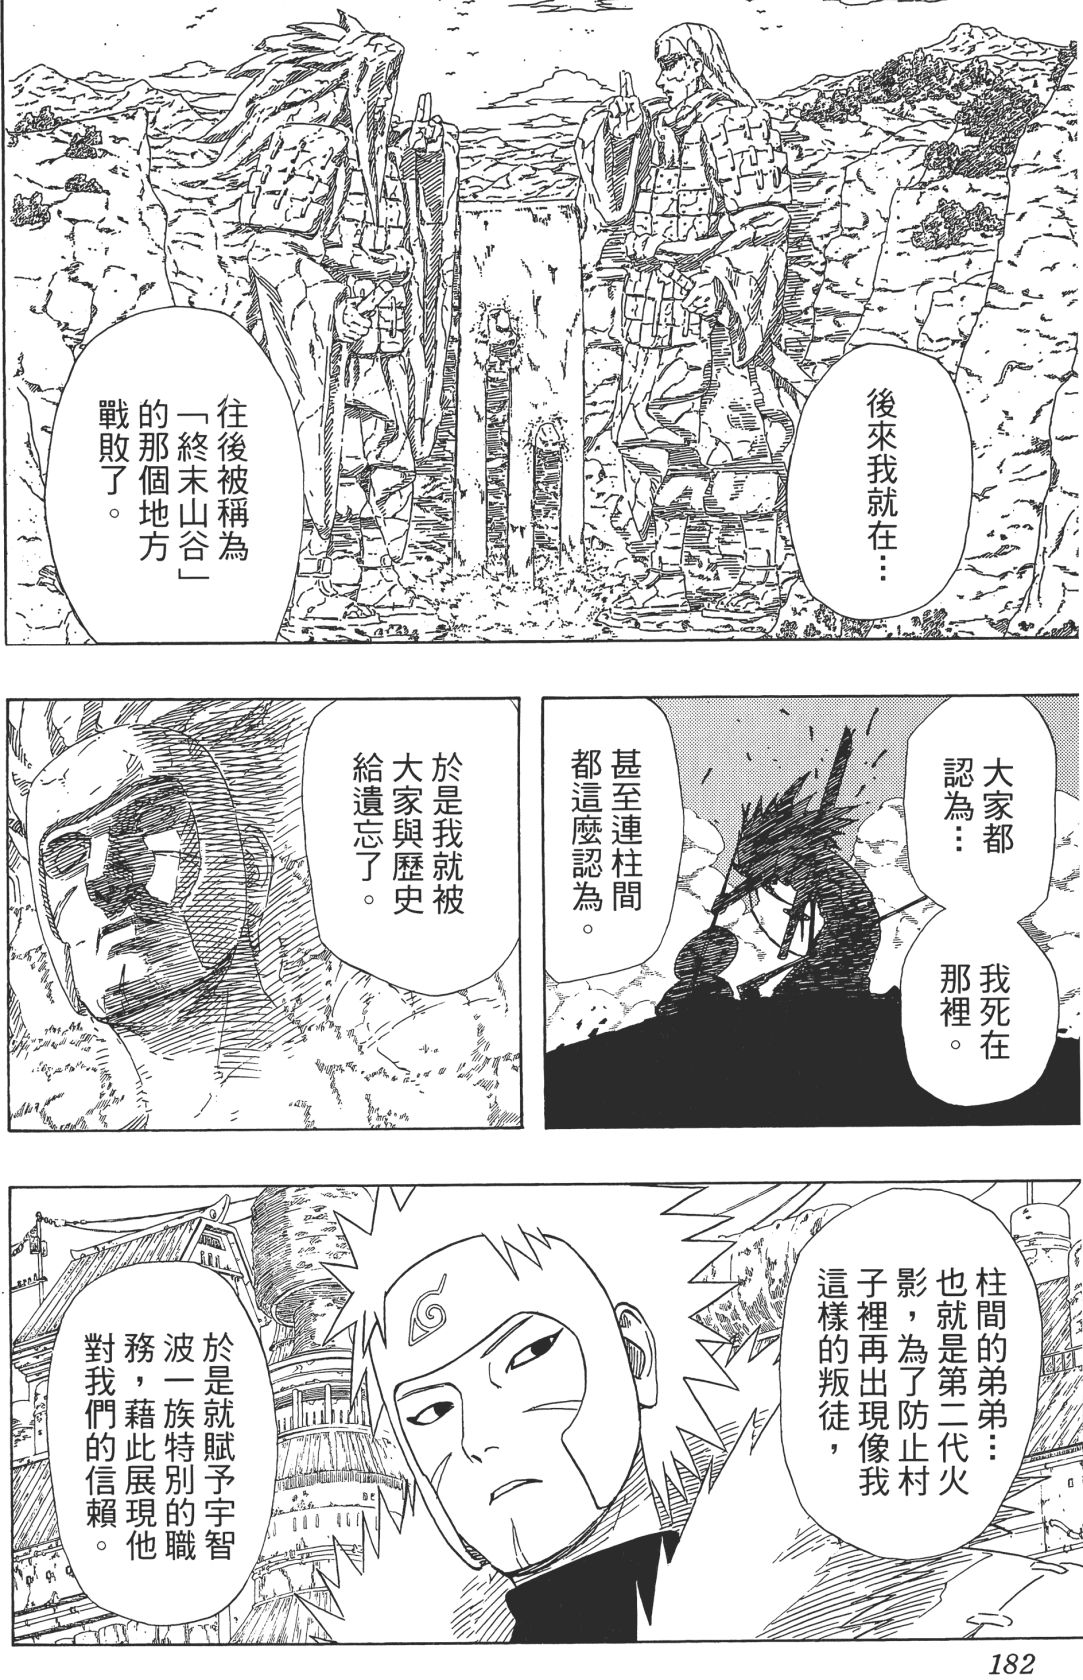 後來我就在…
往後被稱為
「終末山谷」
的那個地方
戰敗了。
大家都
認為…
我死在
那裡。
甚至連柱間
都這麼認為。
於是我就被
大家與歷史
給遺忘了。
柱間的弟弟…
也就是第二代火
影，為了防止村
子裡再出現像我
這樣的叛徒，
於是就賦予宇智
波一族特別的職
務，藉此展現他
對我們的信賴。
182